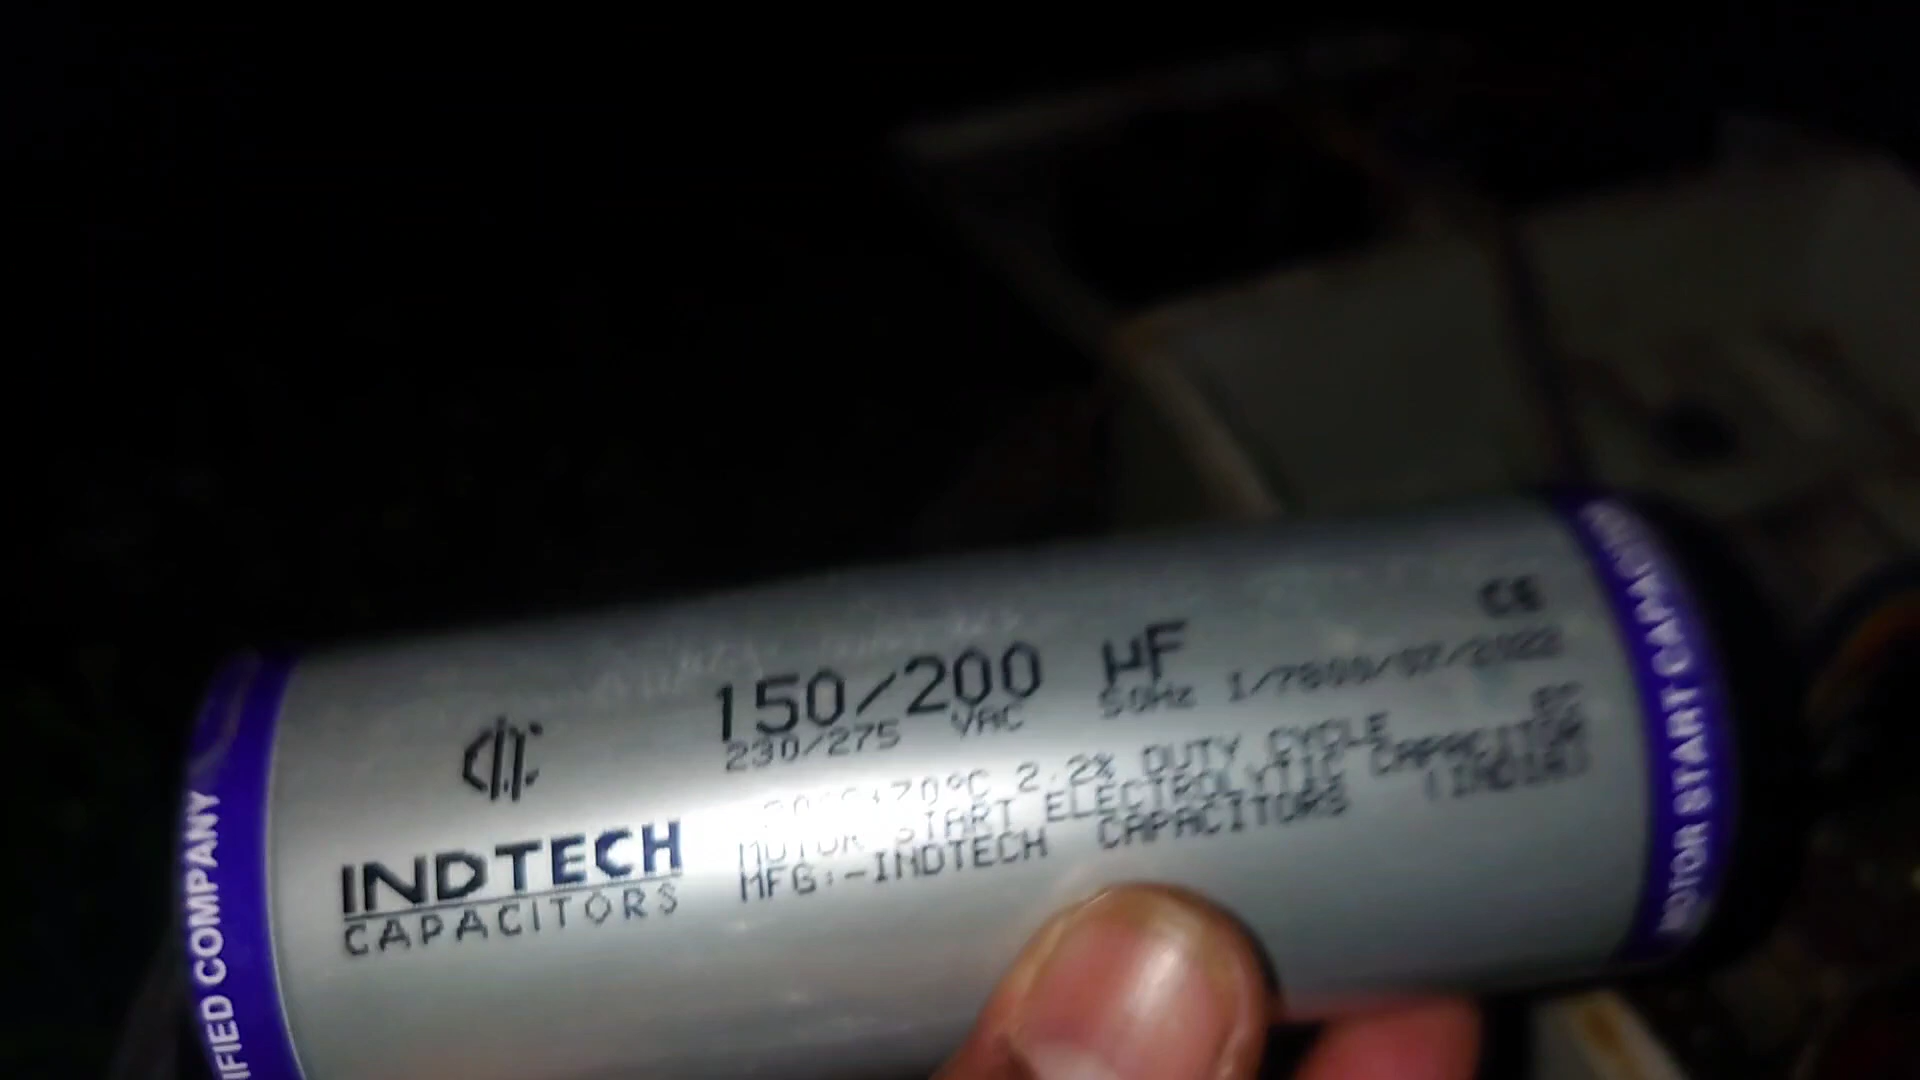 150/200 µF
CE
230/275 VAC 50Hz
+70°C 2.2% DUTY CYCLE
MOTOR START ELECTROLYTIC CAPACITOR
MFG:-INDTECH CAPACITORS (INDIA)
INDTECH
CAPACITORS
IFIED COMPANY
MOTOR START CAPACITOR